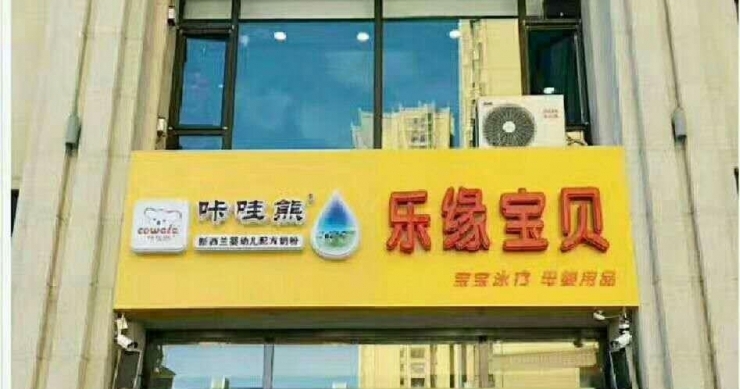 cowala
咔哇熊
新西兰婴幼儿配方奶粉
乐缘宝贝
宝宝泳疗 母婴用品